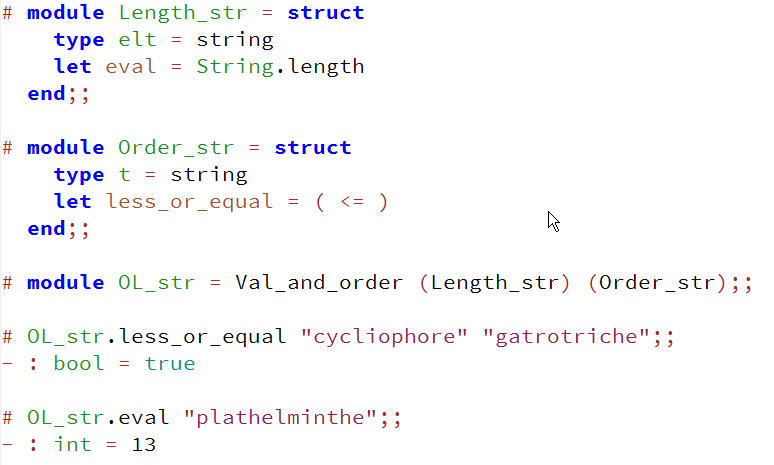 # module Length_str = struct
type elt = string
let eval = String.length
end;;
# module Order_str = struct
type t = string
let less_or_equal = ( <= )
end;;
# module OL_str = Val_and_order (Length_str) (Order_str);;
# OL_str.less_or_equal "cycliophore" "gatrotriche";;
- : bool = true
# OL_str.eval "plathelminthe";;
- : int = 13